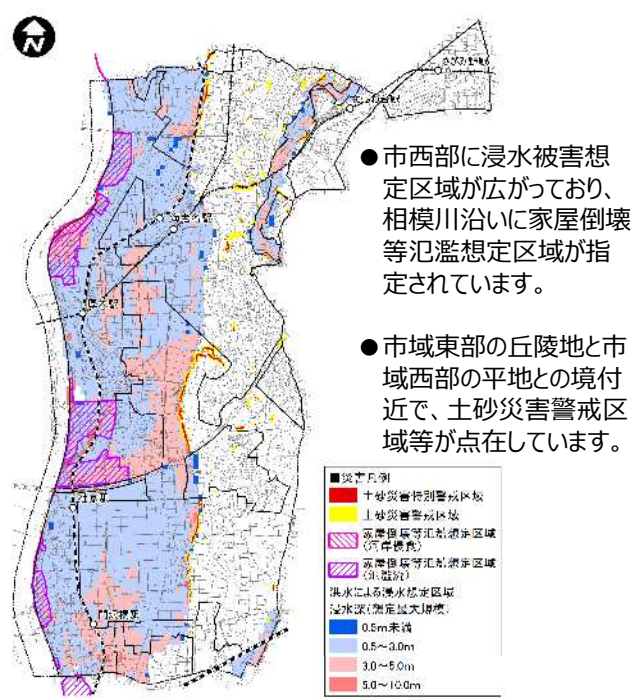 N
●市西部に浸水被害想
定区域が広がっており、
相模川沿いに家屋倒壊
等氾濫想定区域が指
定されています。
●市域東部の丘陵地と市
域西部の平地との境付
近で、土砂災害警戒区
域等が点在しています。
■災害凡例
土砂災害特別警戒区域
土砂災害警戒区域
家屋倒壊等氾濫想定区域
(河岸侵食)
家屋倒壊等氾濫想定区域
(氾濫流)
洪水による浸水想定区域
浸水深(想定最大規模)
0.5m未満
0.5～3.0m
3.0～5.0m
5.0～10.0m